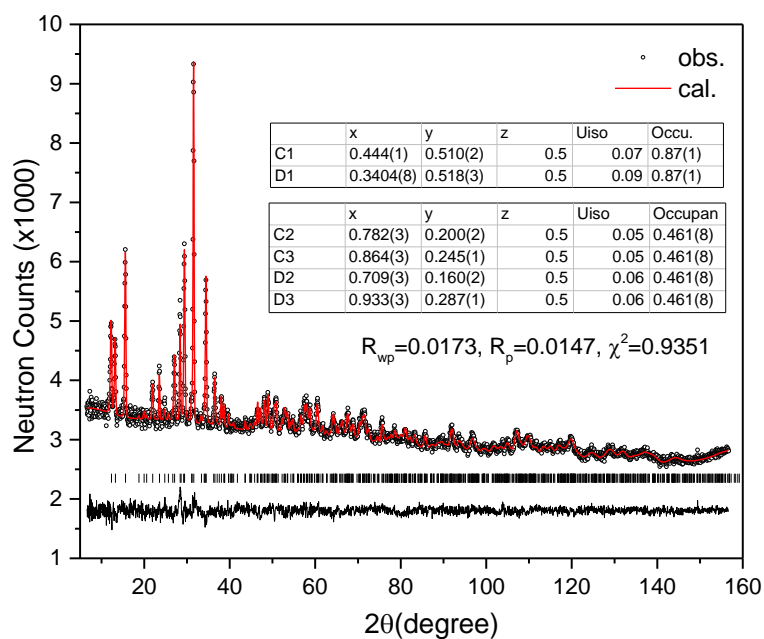 10
obs.
cal.
9
x y z Uiso Occu.
C1 0.444(1) 0.510(2) 0.5 0.07 0.87(1)
D1 0.3404(8) 0.518(3) 0.5 0.09 0.87(1)
8
7
x y z Uiso Occupan
C2 0.782(3) 0.200(2) 0.5 0.05 0.461(8)
C3 0.864(3) 0.245(1) 0.5 0.05 0.461(8)
D2 0.709(3) 0.160(2) 0.5 0.06 0.461(8)
D3 0.933(3) 0.287(1) 0.5 0.06 0.461(8)
6
5
4
3
2
1
Rwp=0.0173, Rp=0.0147, χ²=0.9351
Neutron Counts (x1000)
20 40 60 80 100 120 140 160
2θ(degree)